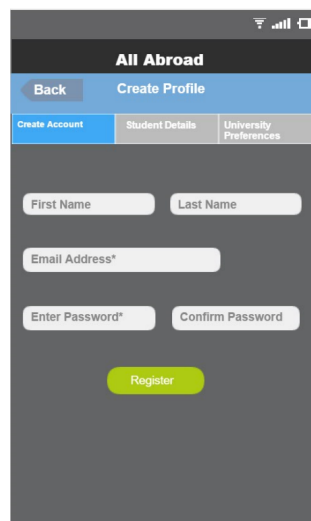 All Abroad
Back
Create Profile
Create Account
Student Details
University
Preferences
First Name
Last Name
Email Address*
Enter Password*
Confirm Password
Register